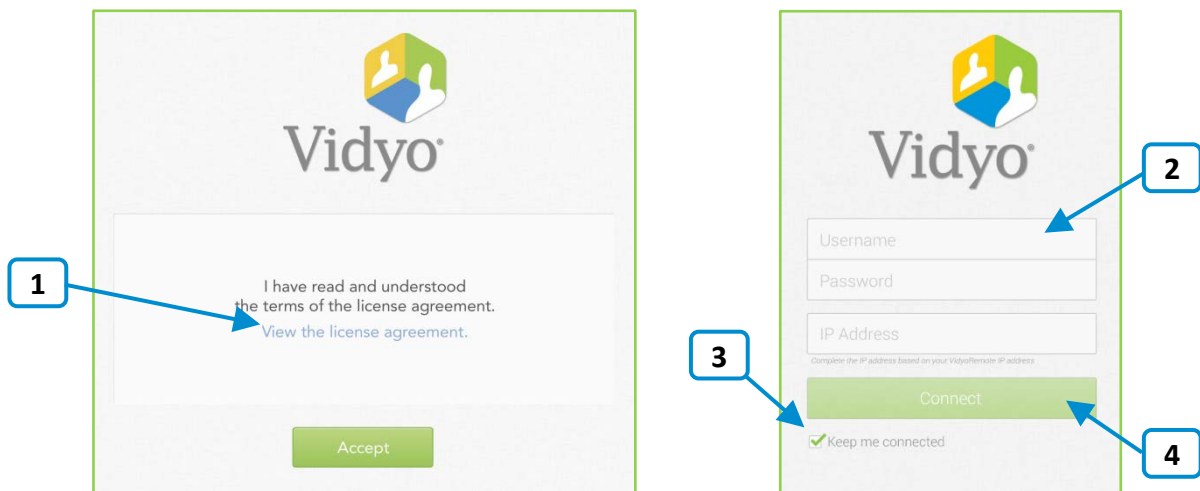 Vidyo®
1
I have read and understood
the terms of the license agreement.
View the license agreement.
Accept
Vidyo®
2
Username
Password
IP Address
Complete the IP address based on your VidyoRemote IP address
3
Connect
Keep me connected
4